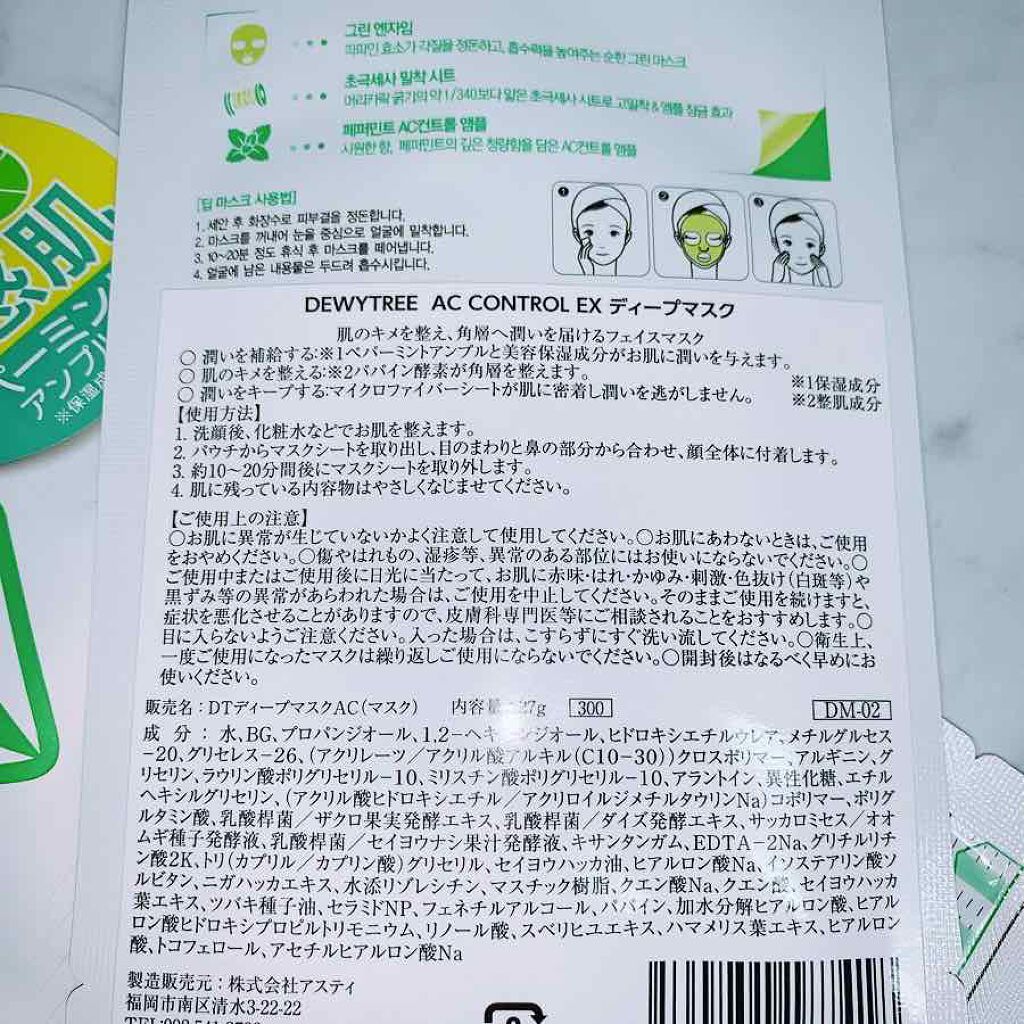 그린 엔자임
파파인 효소가 각질을 정돈하고, 흡수력을 높여주는 순한 그린 마스크
초극세사 밀착 시트
머리카락 굵기의 약 1/340보다 얇은 초극세사 시트로 고밀착 & 앰플 잠금 효과
페퍼민트 AC컨트롤 앰플
시원한 향, 페퍼민트의 깊은 청량함을 담은 AC컨트롤 앰플
[딥 마스크 사용법]
1. 세안 후 화장수로 피부결을 정돈합니다.
2. 마스크를 꺼내어 눈을 중심으로 얼굴에 밀착합니다.
3. 10~20분 정도 휴식 후 마스크를 떼어냅니다.
4. 얼굴에 남은 내용물은 두드려 흡수시킵니다.
1 2 3
肌
ペーミン
アンプル
※保湿成
DEWYTREE AC CONTROL EX ディープマスク
肌のキメを整え、角層へ潤いを届けるフェイスマスク
○ 潤いを補給する:※1ペパーミントアンプルと美容保湿成分がお肌に潤いを与えます。
○ 肌のキメを整える:※2パパイン酵素が角層を整えます。
○ 潤いをキープする:マイクロファイバーシートが肌に密着し潤いを逃がしません。
※1保湿成分
※2整肌成分
【使用方法】
1. 洗顔後、化粧水などでお肌を整えます。
2. パウチからマスクシートを取り出し、目のまわりと鼻の部分から合わせ、顔全体に付着します。
3. 約10～20分間後にマスクシートを取り外します。
4. 肌に残っている内容物はやさしくなじませてください。
【ご使用上の注意】
○お肌に異常が生じていないかよく注意して使用してください。○お肌にあわないときは、ご使用
をおやめください。○傷やはれもの、湿疹等、異常のある部位にはお使いにならないでください。○
ご使用中またはご使用後に日光に当たって、お肌に赤味・はれ・かゆみ・刺激・色抜け(白斑等)や
黒ずみ等の異常があらわれた場合は、ご使用を中止してください。そのままご使用を続けますと、
症状を悪化させることがありますので、皮膚科専門医等にご相談されることをおすすめします。○
目に入らないようご注意ください。入った場合は、こすらずにすぐ洗い流してください。○衛生上、
一度ご使用になったマスクは繰り返しご使用にならないでください。○開封後はなるべく早めにお
使いください。
販売名：DTディープマスクAC(マスク) 内容量 27g 300 DM-02
成 分：水、BG、プロパンジオール、1,2-ヘキサンジオール、ヒドロキシエチルウレア、メチルグルセス
-20、グリセレス-26、(アクリレーツ／アクリル酸アルキル(C10-30))クロスポリマー、アルギニン、グ
リセリン、ラウリン酸ポリグリセリル-10、ミリスチン酸ポリグリセリル-10、アラントイン、異性化糖、エチル
ヘキシルグリセリン、(アクリル酸ヒドロキシエチル／アクリロイルジメチルタウリンNa)コポリマー、ポリグ
ルタミン酸、乳酸桿菌／ザクロ果実発酵エキス、乳酸桿菌／ダイズ発酵エキス、サッカロミセス／オオ
ムギ種子発酵液、乳酸桿菌／セイヨウナシ果汁発酵液、キサンタンガム、EDTA-2Na、グリチルリチ
ン酸2K、トリ(カプリル／カプリン酸)グリセリル、セイヨウハッカ油、ヒアルロン酸Na、イソステアリン酸ソ
ルビタン、ニガハッカエキス、水添リゾレシチン、マスチック樹脂、クエン酸Na、クエン酸、セイヨウハッカ
葉エキス、ツバキ種子油、セラミドNP、フェネチルアルコール、パパイン、加水分解ヒアルロン酸、ヒアル
ロン酸ヒドロキシプロピルトリモニウム、リノール酸、スベリヒユエキス、ハマメリス葉エキス、ヒアルロン
酸、トコフェロール、アセチルヒアルロン酸Na
製造販売元：株式会社アスティ
福岡市南区清水3-22-22